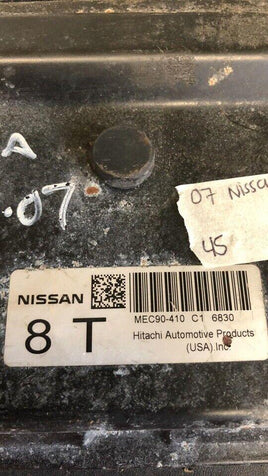 A
.07
07 NISSA
45
NISSAN
MEC90-410 C1 6830
8 T
Hitachi Automotive Products
(USA),Inc.